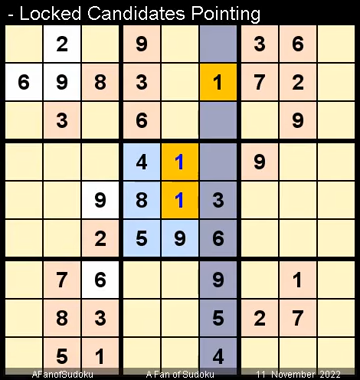 - Locked Candidates Pointing
2 9 3 6
6 9 8 3 1 7 2
3 6 9
4 1 9
9 8 1 3
2 5 9 6
7 6 9 1
8 3 5 2 7
5 1 4
AFanofSudoku A Fan of Sudoku 11 November 2022